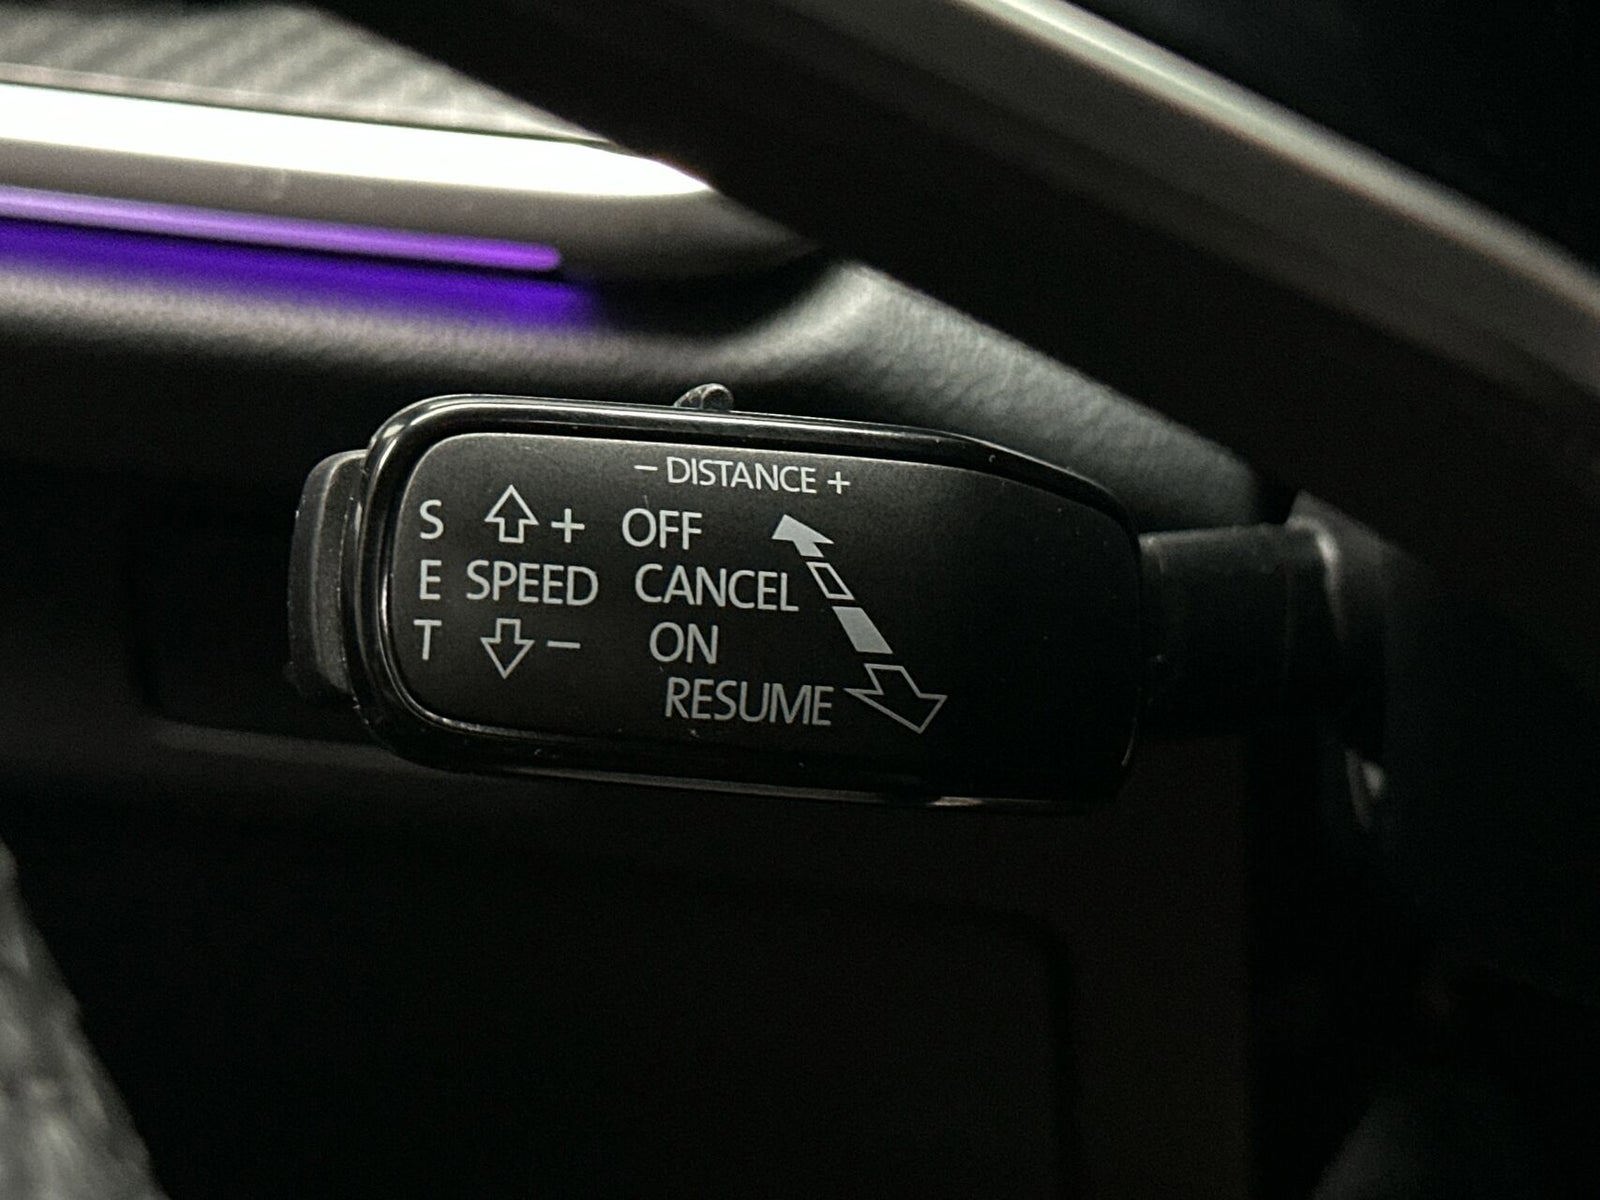 − DISTANCE +
S + OFF
E SPEED CANCEL
T − ON
RESUME